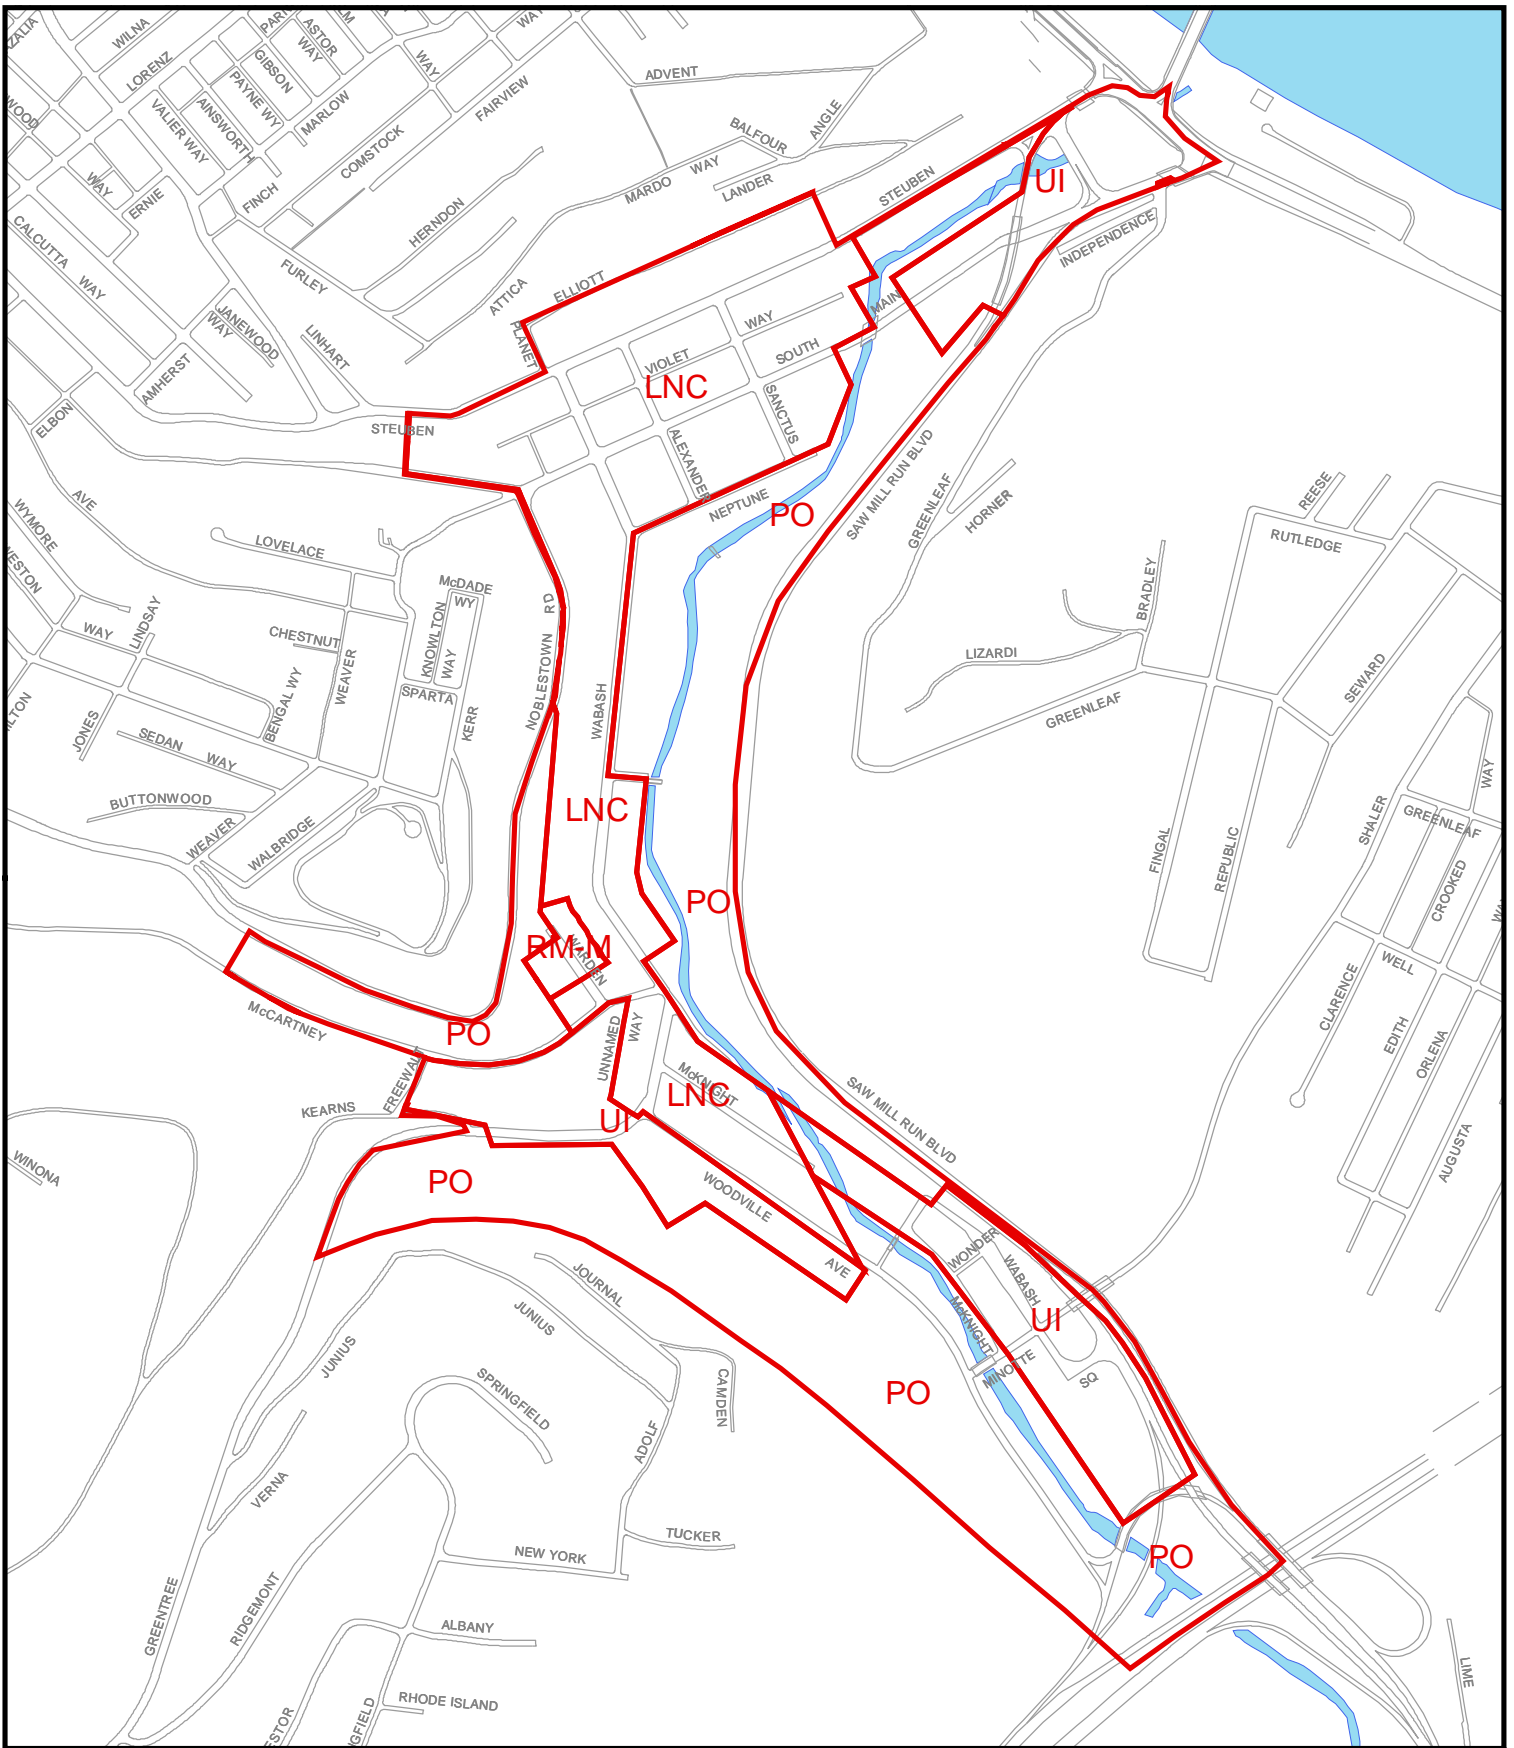 AZALIA
WILNA
LORENZ
PARK
ASTOR
WAY
GIBSON
PAYNE WY
AINSWORTH
VALIER WAY
MARLOW
COMSTOCK
WAY
FAIRVIEW
WAY
ADVENT
ANGLE
BALFOUR
MARDO
WAY
LANDER
STEUBEN
UI
INDEPENDENCE
WOOD
WAY
ERNIE
FINCH
HERNDON
FURLEY
ATTICA
ELLIOTT
PLANET
CALCUTTA
WAY
JANEWOOD
WAY
LINHART
AMHERST
ELBON
AVE
STEUBEN
VIOLET
WAY
SOUTH
MAIN
LNC
SANCTUS
ALEXANDER
NEPTUNE
PO
SAW MILL RUN BLVD
GREENLEAF
HORNER
REESE
RUTLEDGE
BRADLEY
LIZARDI
GREENLEAF
SEWARD
WYMORE
WESTON
LOVELACE
McDADE
WY
KNOWLTON
WAY
SPARTA
KERR
CHESTNUT
WEAVER
LINDSAY
WAY
BENGAL WY
JONES
SEDAN
WAY
BUTTONWOOD
WEAVER
WALBRIDGE
NOBLESTOWN
DR
WABASH
LNC
PO
RM-M
WARDEN
FINGAL
REPUBLIC
SHALER
GREENLEAF
WAY
CROOKED
WELL
CLARENCE
EDITH
ORLENA
AUGUSTA
McCARTNEY
PO
FREEWALT
KEARNS
UNNAMED
WAY
McKNIGHT
LNC
UI
SAW MILL RUN BLVD
WINONA
PO
WOODVILLE
AVE
WONDER
WABASH
UI
McKNIGHT
MINOTTE
SQ
JOURNAL
JUNIUS
JUNIUS
SPRINGFIELD
CAMDEN
ADOLF
PO
VERNA
TUCKER
NEW YORK
PO
GREENTREE
RIDGEMONT
ALBANY
RHODE ISLAND
LIME